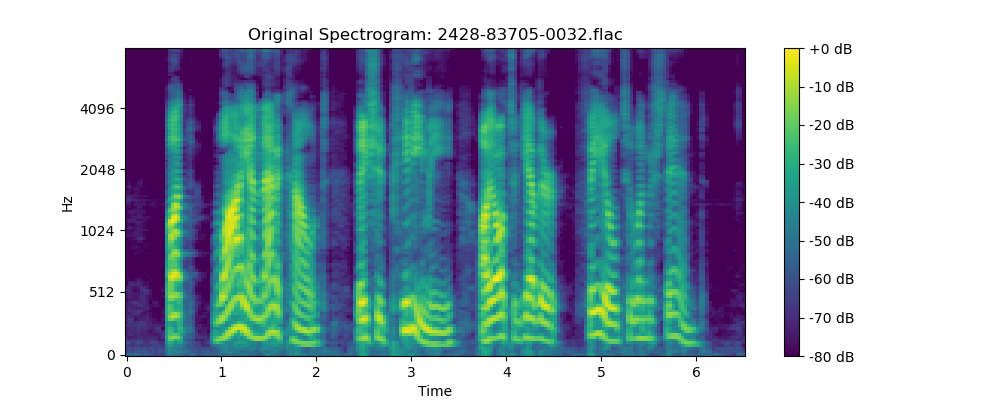 Original Spectrogram: 2428-83705-0032.flac
Hz
4096
2048
1024
512
0
0 1 2 3 4 5 6
Time
+0 dB
-10 dB
-20 dB
-30 dB
-40 dB
-50 dB
-60 dB
-70 dB
-80 dB